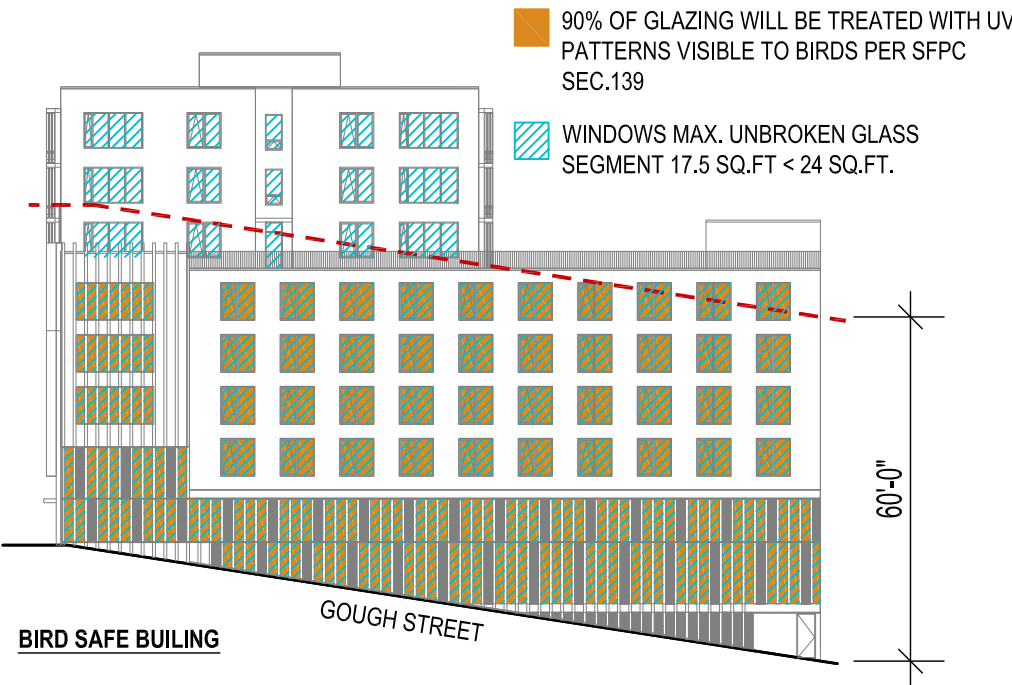 90% OF GLAZING WILL BE TREATED WITH UV
PATTERNS VISIBLE TO BIRDS PER SFPC
SEC.139
WINDOWS MAX. UNBROKEN GLASS
SEGMENT 17.5 SQ.FT < 24 SQ.FT.
60'-0"
GOUGH STREET
BIRD SAFE BUILING